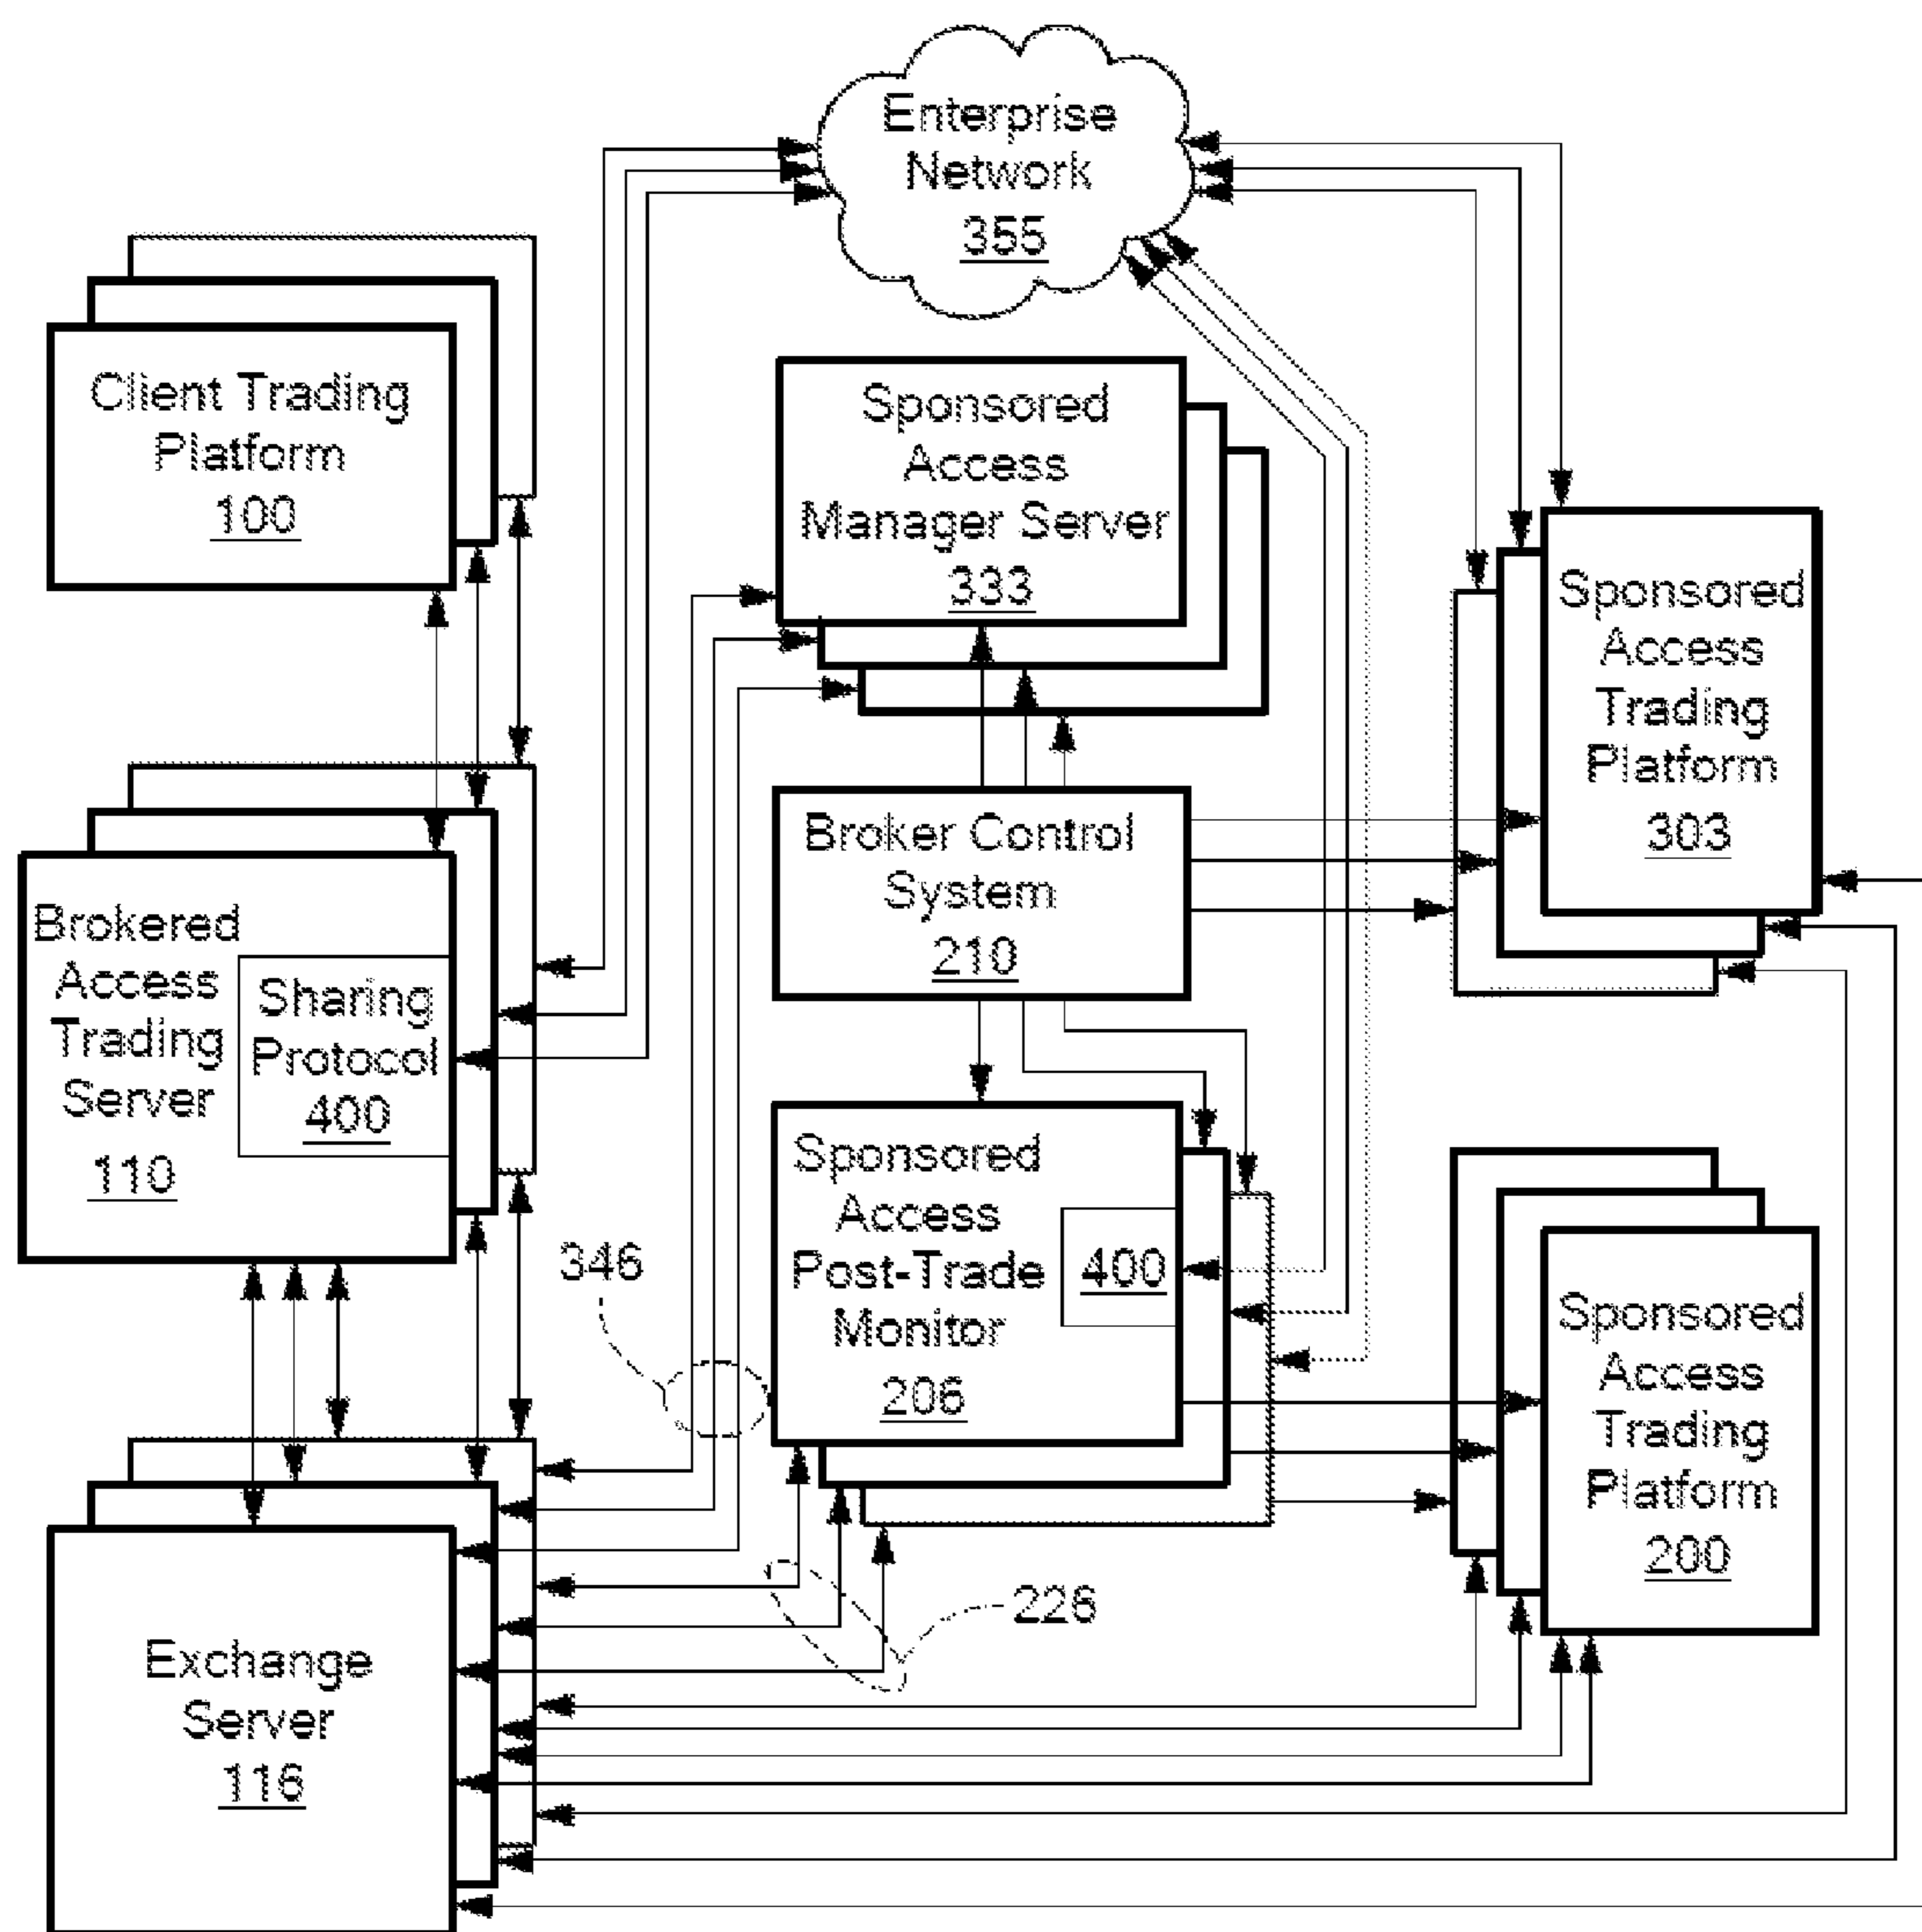 Enterprise
Network
355
Client Trading
Platform
100
Sponsored
Access
Manager Server
333
Sponsored
Access
Trading
Platform
303
Broker Control
System
210
Brokered
Access
Trading
Server
110
Sharing
Protocol
400
Sponsored
Access
Post-Trade
Monitor
206
400
346
226
Sponsored
Access
Trading
Platform
200
Exchange
Server
116